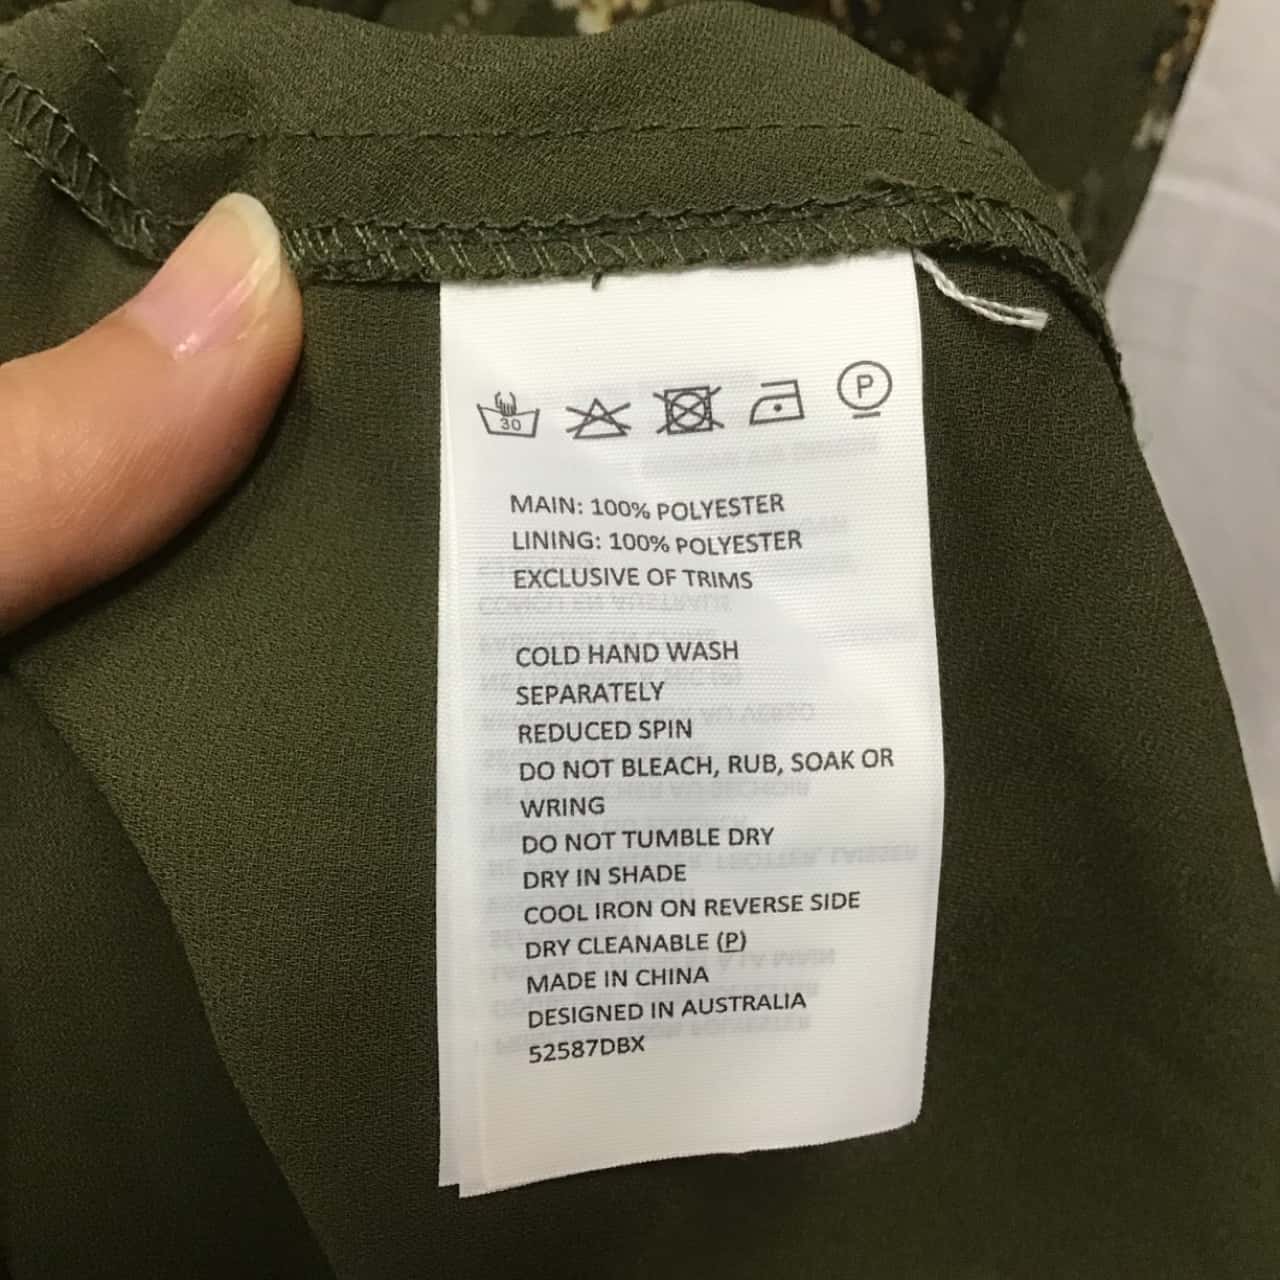 30
P
MAIN: 100% POLYESTER
LINING: 100% POLYESTER
EXCLUSIVE OF TRIMS
COLD HAND WASH
SEPARATELY
REDUCED SPIN
DO NOT BLEACH, RUB, SOAK OR
WRING
DO NOT TUMBLE DRY
DRY IN SHADE
COOL IRON ON REVERSE SIDE
DRY CLEANABLE (P)
MADE IN CHINA
DESIGNED IN AUSTRALIA
52587DBX